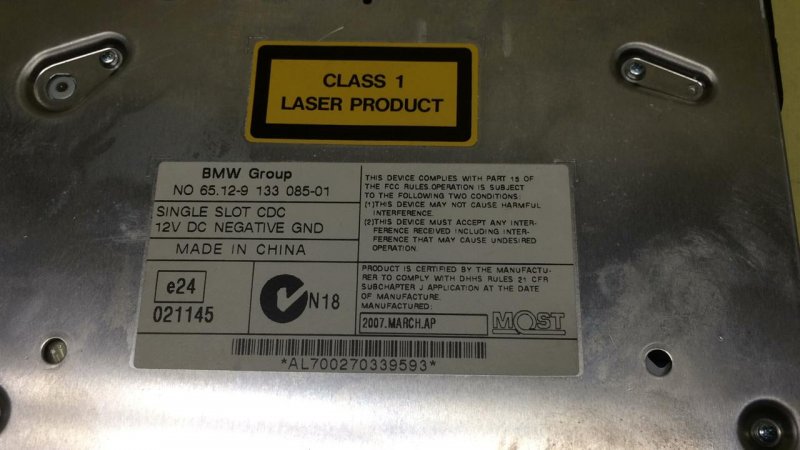 CLASS 1
LASER PRODUCT
BMW Group
NO 65.12-9 133 085-01
SINGLE SLOT CDC
12V DC NEGATIVE GND
MADE IN CHINA
e24
021145
N18
THIS DEVICE COMPLIES WITH PART 15 OF
THE FCC RULES.OPERATION IS SUBJECT
TO THE FOLLOWING TWO CONDITIONS:
(1)THIS DEVICE MAY NOT CAUSE HARMFUL
INTERFERENCE.
(2)THIS DEVICE MUST ACCEPT ANY INTER-
FERENCE RECEIVED INCLUDING INTER-
FERENCE THAT MAY CAUSE UNDESIRED
OPERATION.
PRODUCT IS CERTIFIED BY THE MANUFACTU-
RER TO COMPLY WITH DHHS RULES 21 CFR
SUBCHAPTER J APPLICATION AT THE DATE
OF MANUFACTURE.
MANUFACTURED:
2007.MARCH.AP
MOST
*AL700270339593*